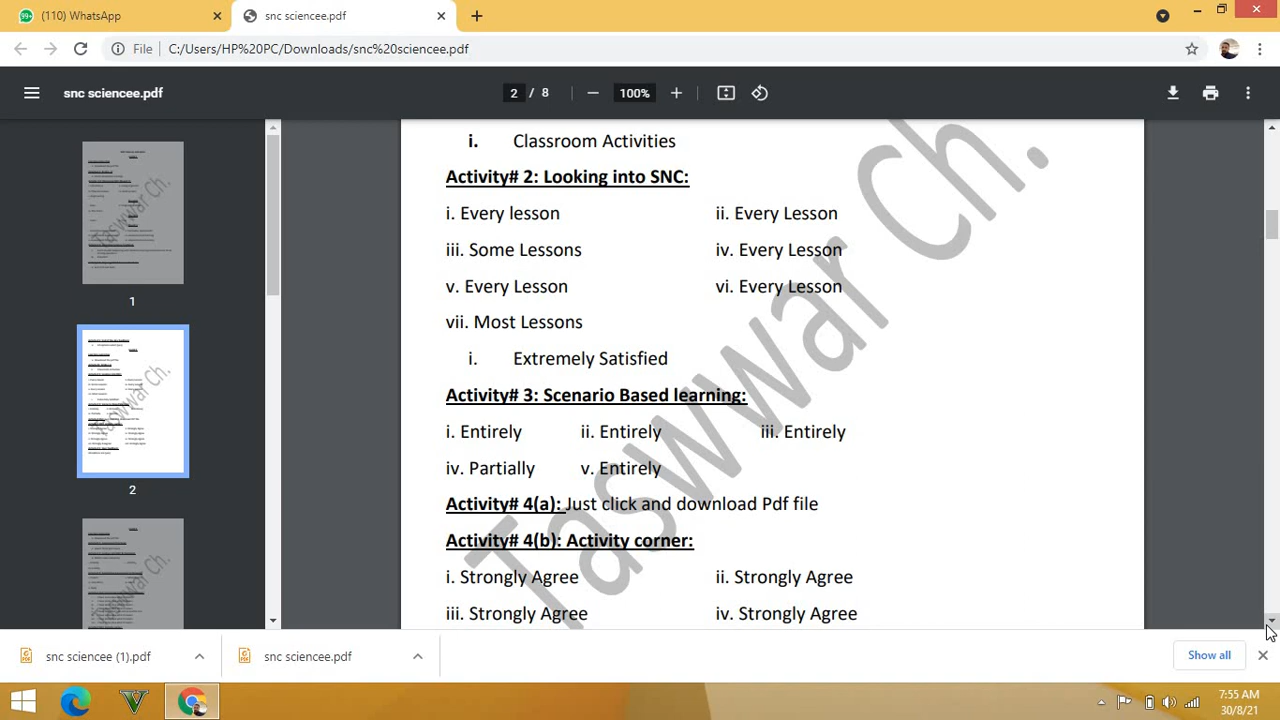 99+ (110) WhatsApp
snc sciencee.pdf
File C:/Users/HP%20PC/Downloads/snc%20sciencee.pdf
snc sciencee.pdf
2 / 8
100%
i. Classroom Activities
Activity# 2: Looking into SNC:
i. Every lesson ii. Every Lesson
iii. Some Lessons iv. Every Lesson
v. Every Lesson vi. Every Lesson
vii. Most Lessons
i. Extremely Satisfied
Activity# 3: Scenario Based learning:
i. Entirely ii. Entirely iii. Entirely
iv. Partially v. Entirely
Activity# 4(a): Just click and download Pdf file
Activity# 4(b): Activity corner:
i. Strongly Agree ii. Strongly Agree
iii. Strongly Agree iv. Strongly Agree
Taswwar Ch.
1
2
snc sciencee (1).pdf
snc sciencee.pdf
Show all
7:55 AM
30/8/21